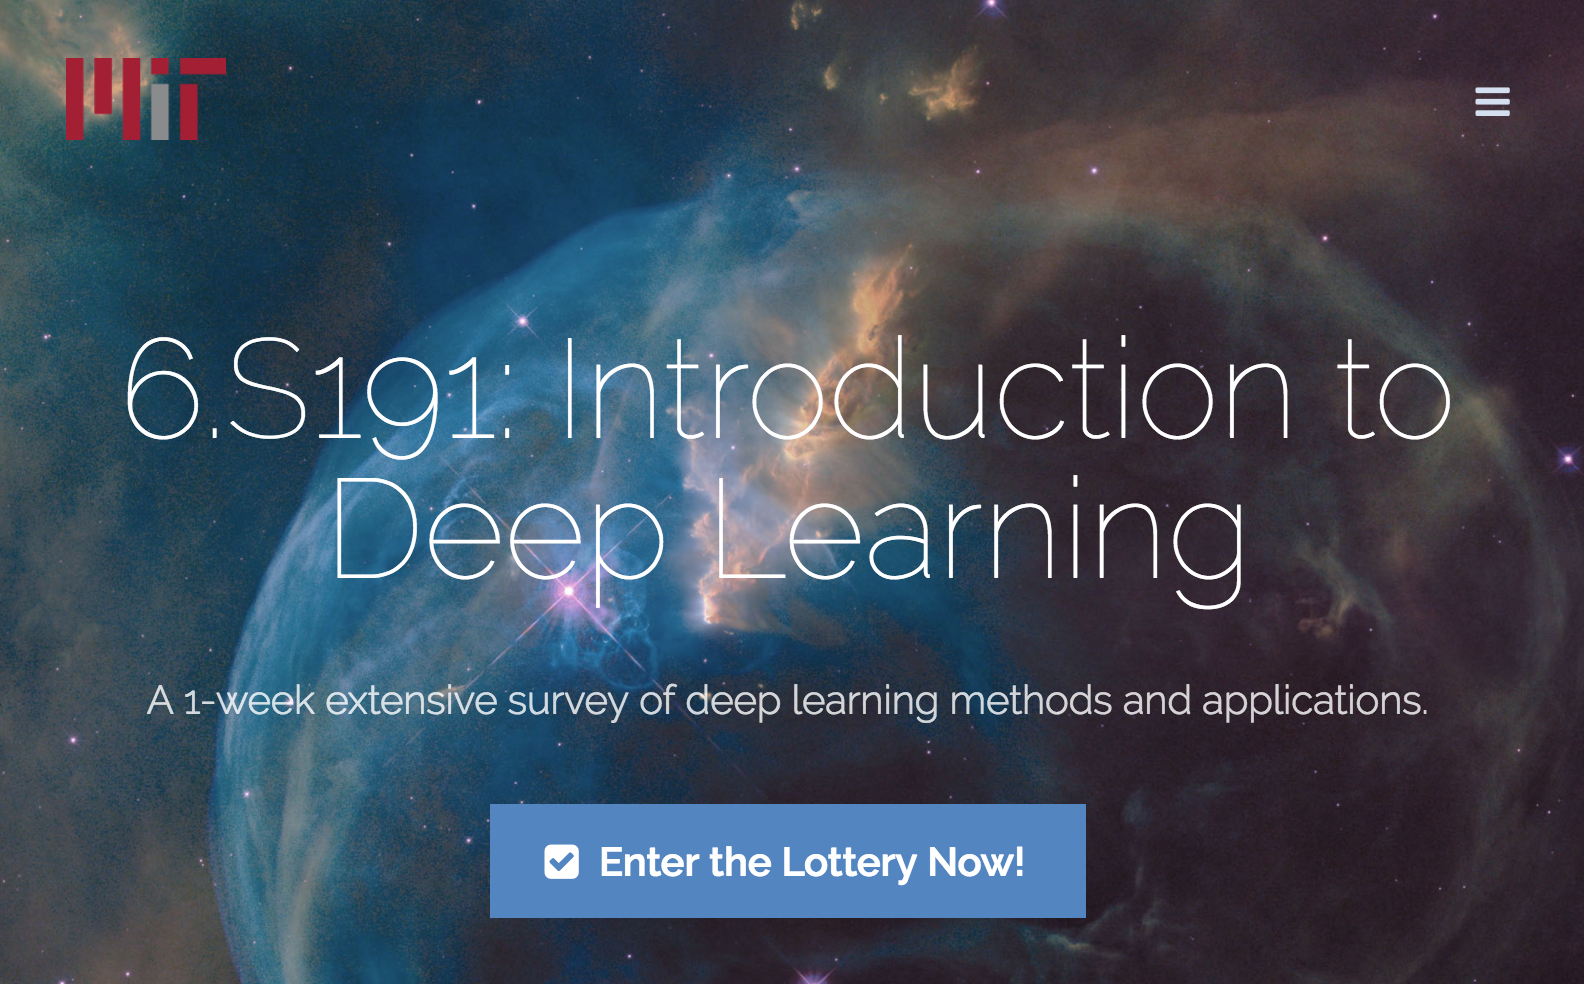 MIT
6.S191: Introduction to
Deep Learning
A 1-week extensive survey of deep learning methods and applications.
Enter the Lottery Now!